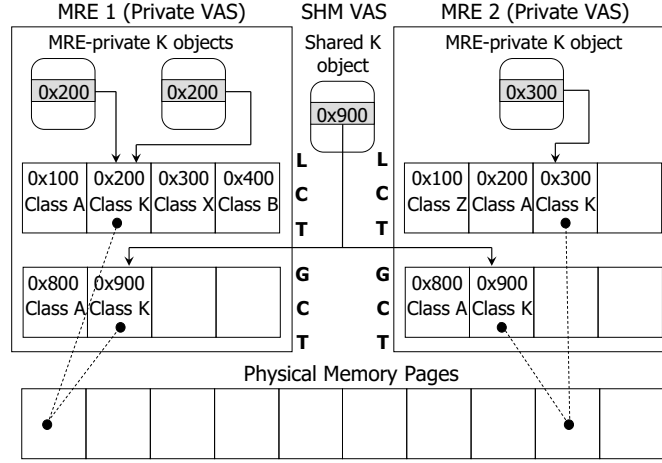 MRE 1 (Private VAS) SHM VAS MRE 2 (Private VAS)
MRE-private K objects Shared K object MRE-private K object
0x200 0x200 0x900 0x300
L C T L C T
0x100 0x200 0x300 0x400 0x100 0x200 0x300
Class A Class K Class X Class B Class Z Class A Class K
G C T G C T
0x800 0x900 0x800 0x900
Class A Class K Class A Class K
Physical Memory Pages